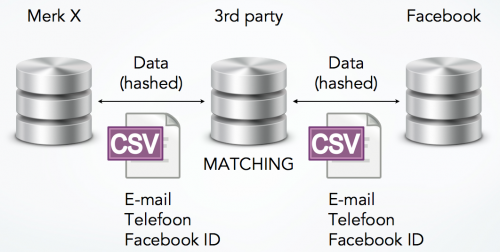 Merk X
3rd party
Facebook
Data
(hashed)
Data
(hashed)
CSV
MATCHING
CSV
E-mail
Telefoon
Facebook ID
E-mail
Telefoon
Facebook ID